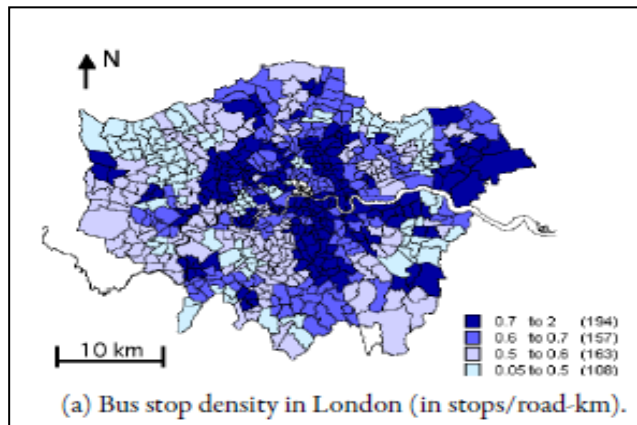 N
0.7 to 2 (194)
0.6 to 0.7 (157)
0.5 to 0.6 (163)
0.05 to 0.5 (108)
10 km
(a) Bus stop density in London (in stops/road-km).